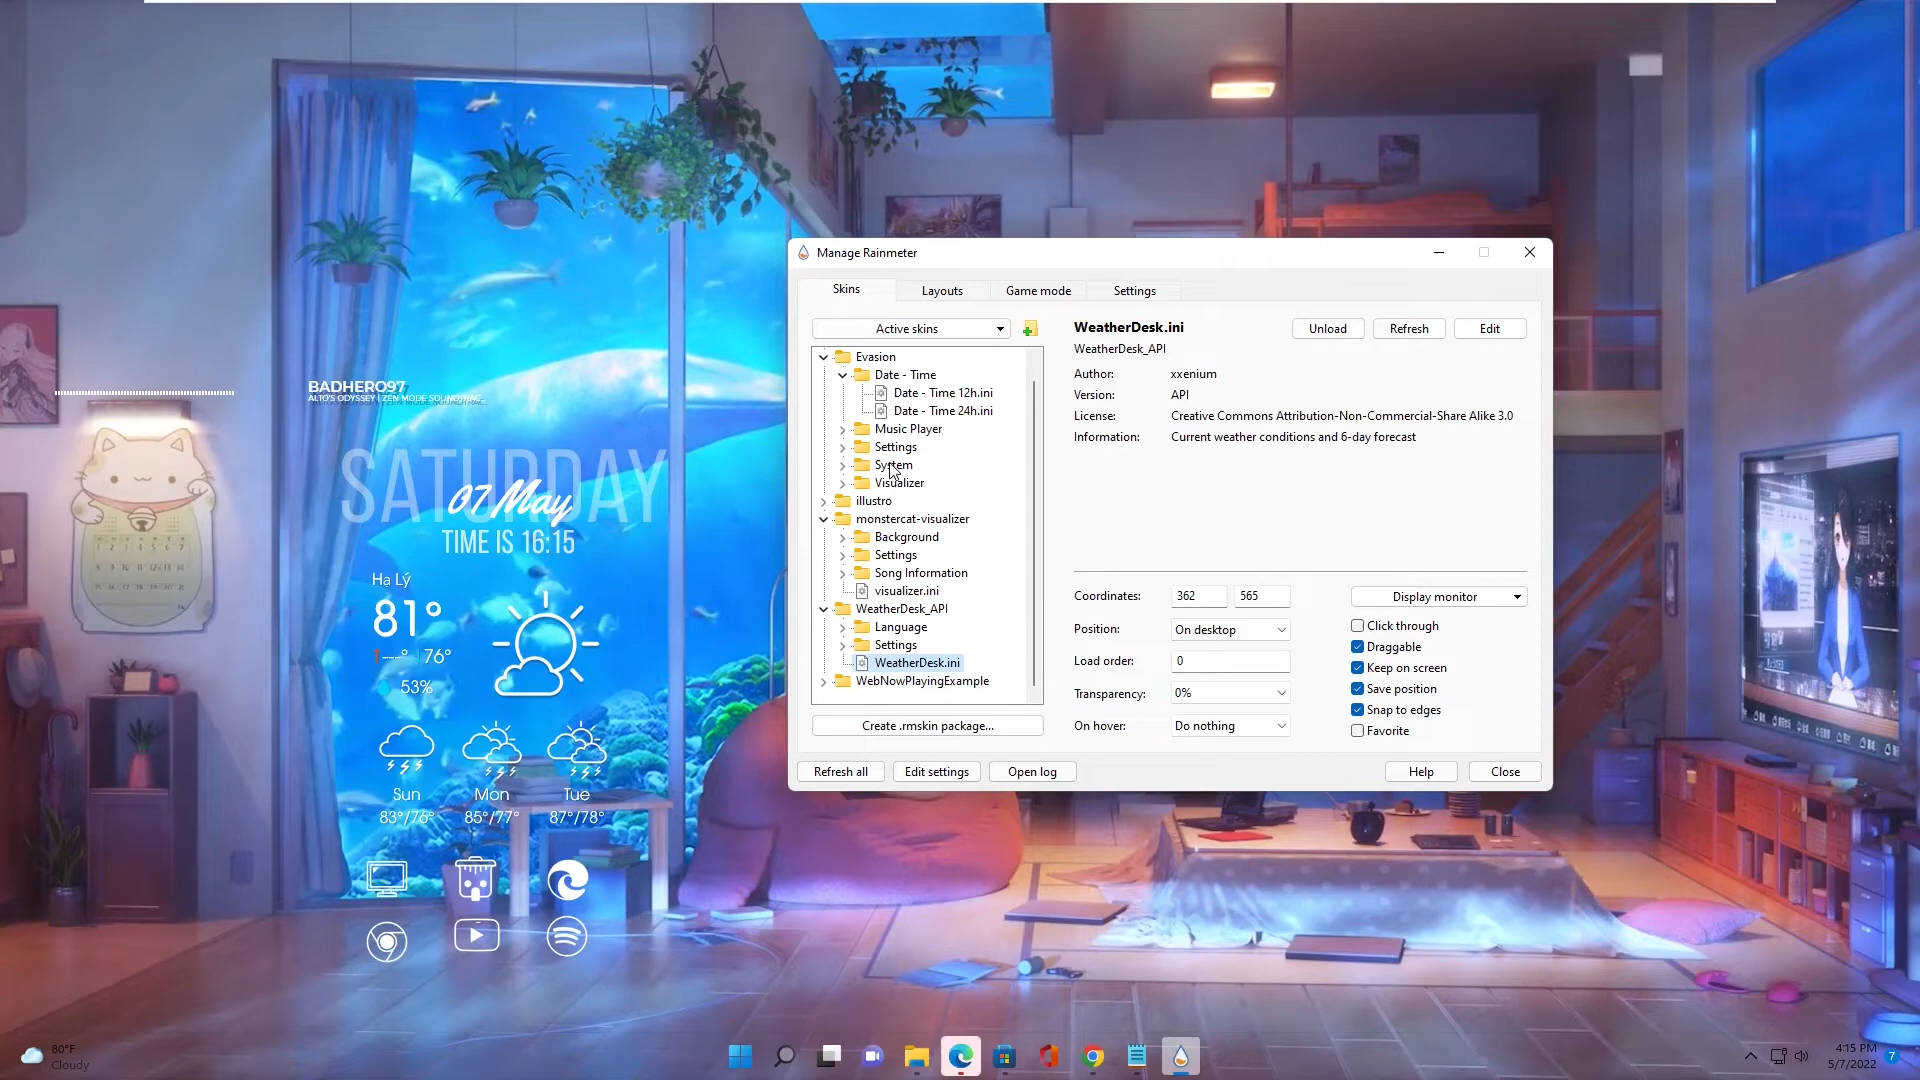 BADHERO97
ALTO'S ODYSSEY | ZEN MODE SOUNDTRAC...
SATURDAY
07 May
TIME IS 16:15
Hạ Lý
81°
---° 76°
53%
Sun Mon Tue
83°/76° 85°/77° 87°/78°
Manage Rainmeter
Skins Layouts Game mode Settings
Active skins
Evasion
Date - Time
Date - Time 12h.ini
Date - Time 24h.ini
Music Player
Settings
System
Visualizer
illustro
monstercat-visualizer
Background
Settings
Song Information
visualizer.ini
WeatherDesk_API
Language
Settings
WeatherDesk.ini
WebNowPlayingExample
Create .rmskin package...
WeatherDesk.ini Unload Refresh Edit
WeatherDesk_API
Author: xxenium
Version: API
License: Creative Commons Attribution-Non-Commercial-Share Alike 3.0
Information: Current weather conditions and 6-day forecast
Coordinates: 362 565
Position: On desktop
Load order: 0
Transparency: 0%
On hover: Do nothing
Display monitor
Click through
Draggable
Keep on screen
Save position
Snap to edges
Favorite
Refresh all Edit settings Open log Help Close
80°F
Cloudy
4:15 PM
5/7/2022
7